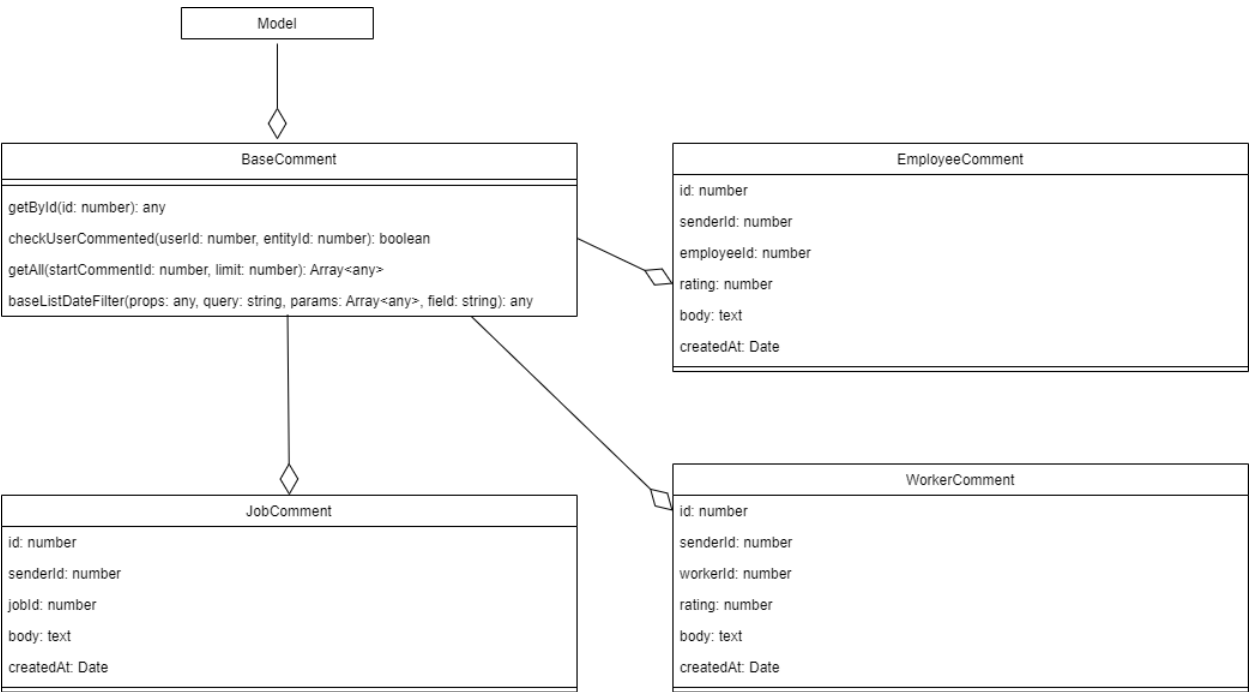 Model
BaseComment
getById(id: number): any
checkUserCommented(userId: number, entityId: number): boolean
getAll(startCommentId: number, limit: number): Array<any>
baseListDateFilter(props: any, query: string, params: Array<any>, field: string): any
EmployeeComment
id: number
senderId: number
employeeId: number
rating: number
body: text
createdAt: Date
JobComment
id: number
senderId: number
jobId: number
body: text
createdAt: Date
WorkerComment
id: number
senderId: number
workerId: number
rating: number
body: text
createdAt: Date